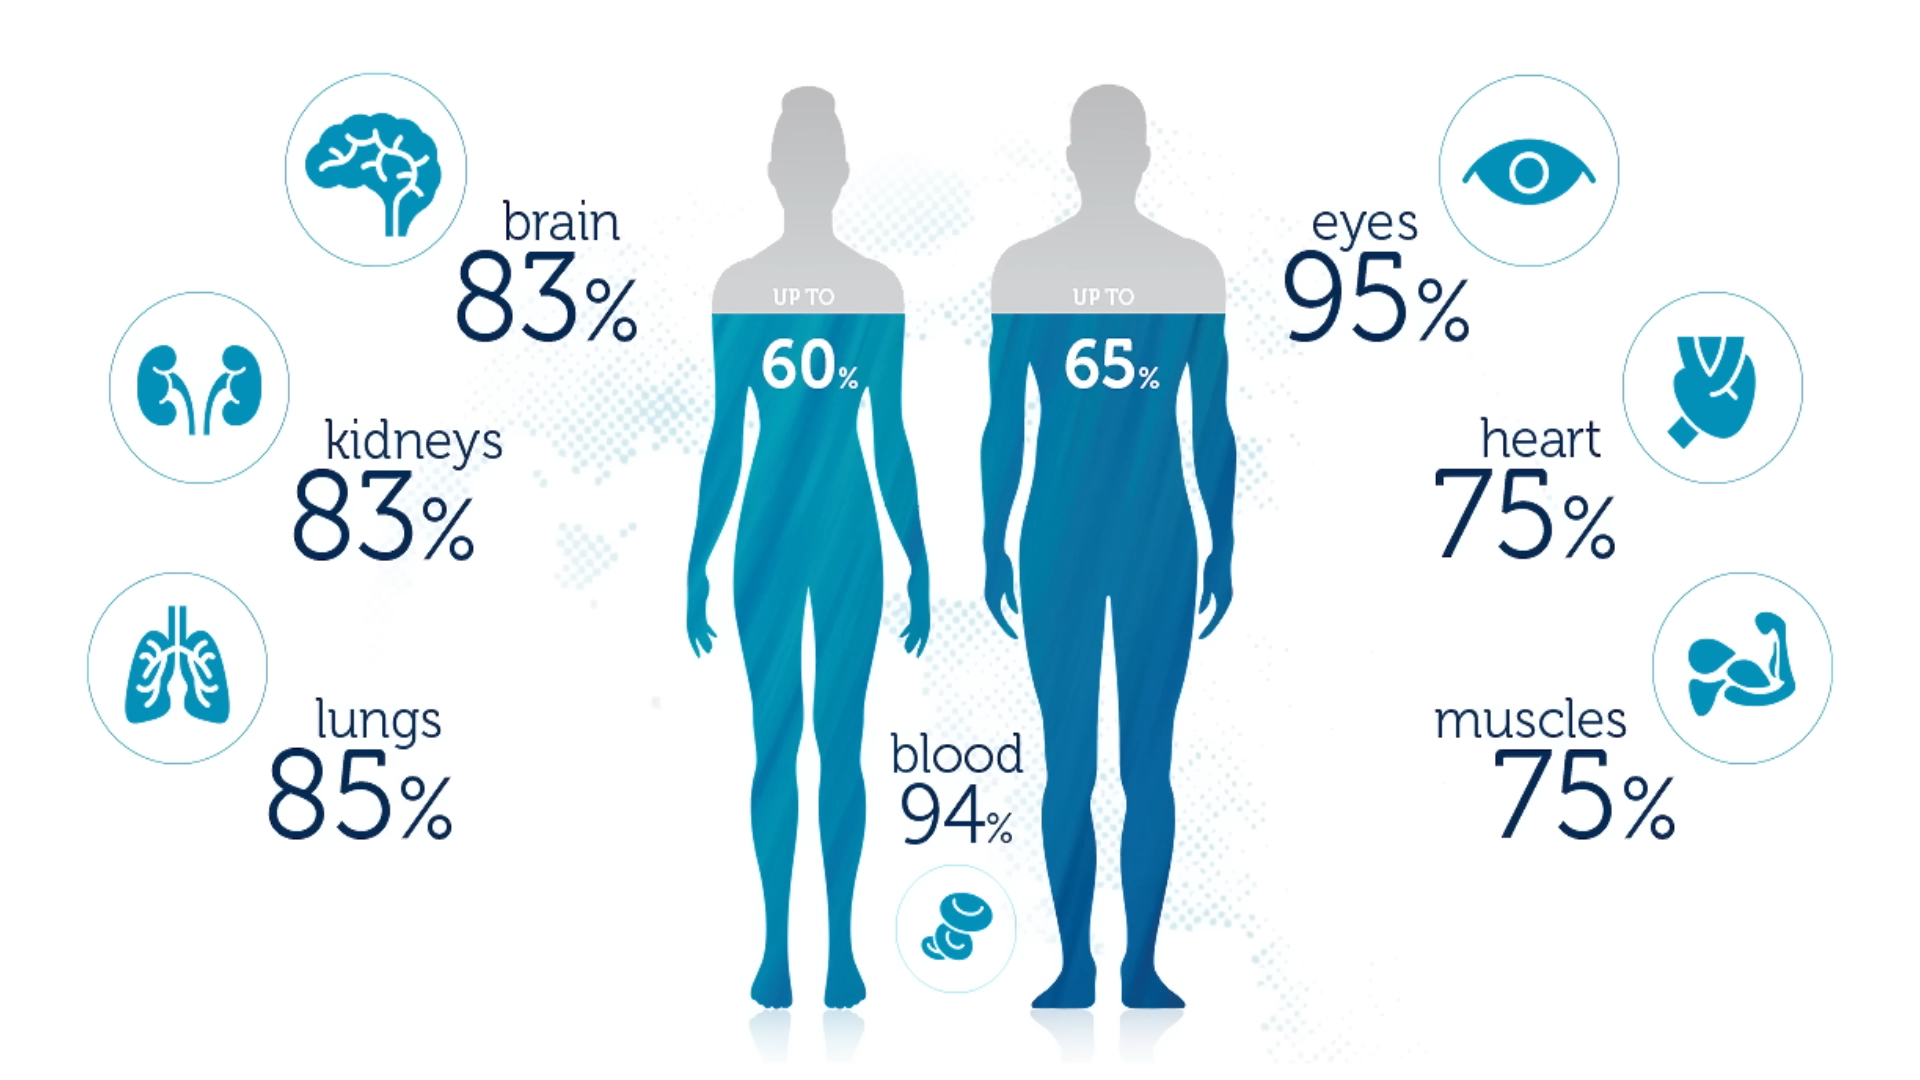 brain
83%
kidneys
83%
lungs
85%
UP TO
60%
UP TO
65%
blood
94%
eyes
95%
heart
75%
muscles
75%